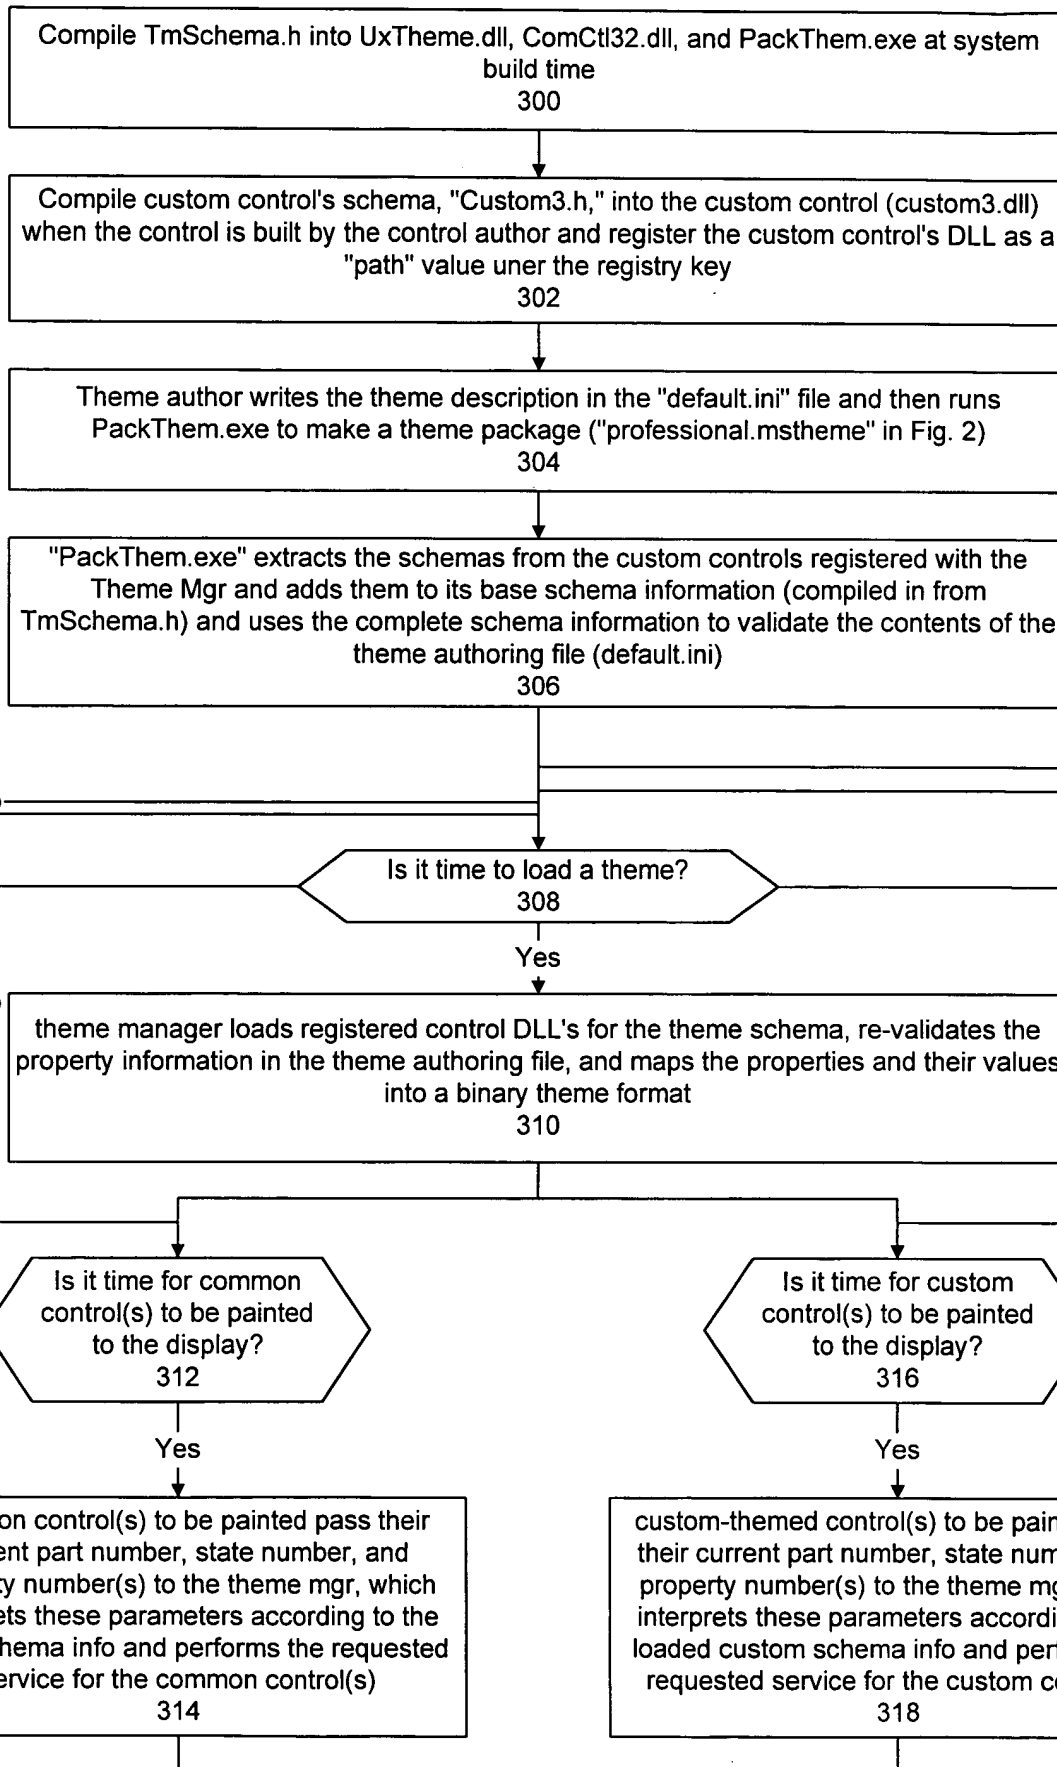 Compile TmSchema.h into UxTheme.dll, ComCtl32.dll, and PackThem.exe at system
build time
300
Compile custom control's schema, "Custom3.h," into the custom control (custom3.dll)
when the control is built by the control author and register the custom control's DLL as a
"path" value uner the registry key
302
Theme author writes the theme description in the "default.ini" file and then runs
PackThem.exe to make a theme package ("professional.mstheme" in Fig. 2)
304
"PackThem.exe" extracts the schemas from the custom controls registered with the
Theme Mgr and adds them to its base schema information (compiled in from
TmSchema.h) and uses the complete schema information to validate the contents of the
theme authoring file (default.ini)
306
Is it time to load a theme?
308
Yes
theme manager loads registered control DLL's for the theme schema, re-validates the
property information in the theme authoring file, and maps the properties and their values
into a binary theme format
310
Is it time for common
control(s) to be painted
to the display?
312
Yes
control(s) to be painted pass their
part number, state number, and
number(s) to the theme mgr, which
these parameters according to the
info and performs the requested
for the common control(s)
314
Is it time for custom
control(s) to be painted
to the display?
316
Yes
custom-themed control(s) to be
their current part number, state
property number(s) to the theme
interprets these parameters
loaded custom schema info and
requested service for the custom
318